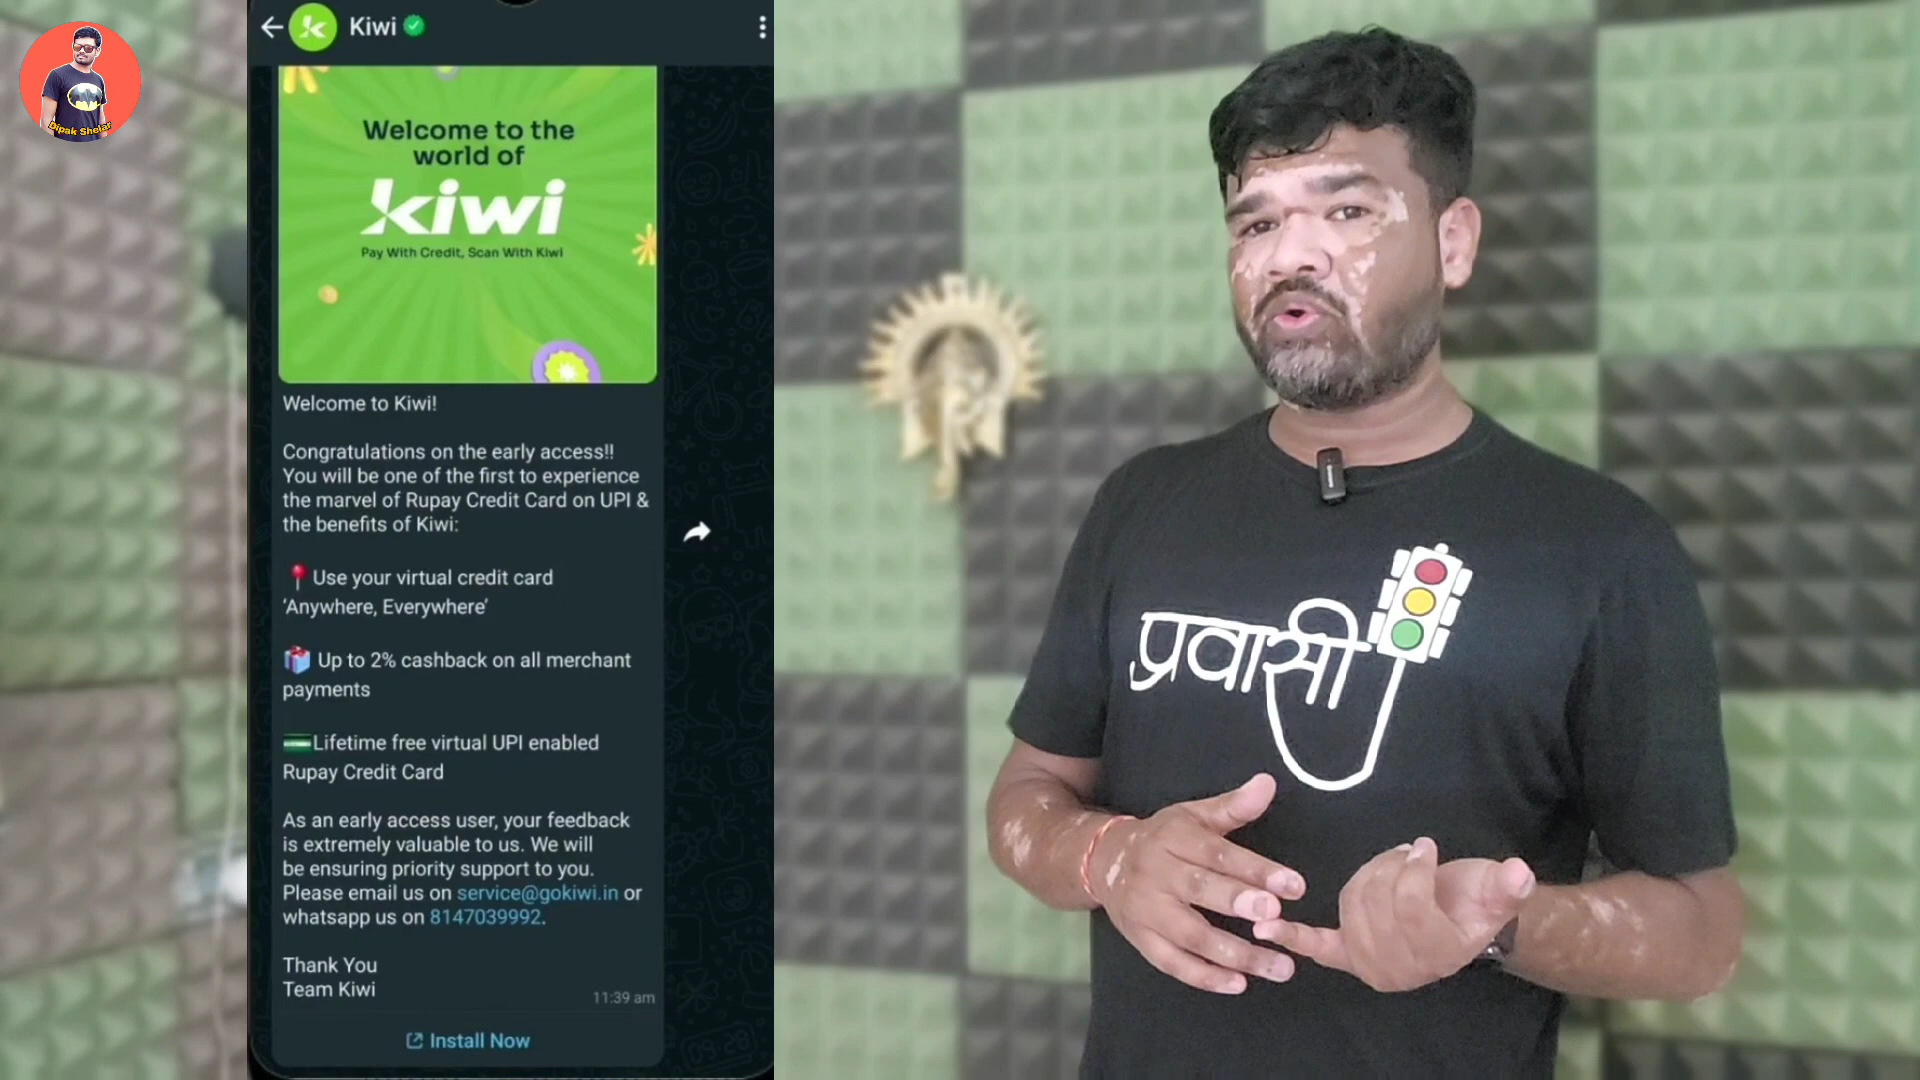 Dipak Shelar
Kiwi
Welcome to the
world of
kiwi
Pay With Credit, Scan With Kiwi
Welcome to Kiwi!
Congratulations on the early access!!
You will be one of the first to experience
the marvel of Rupay Credit Card on UPI &
the benefits of Kiwi:
📍 Use your virtual credit card
‘Anywhere, Everywhere’
🎁 Up to 2% cashback on all merchant
payments
💳Lifetime free virtual UPI enabled
Rupay Credit Card
As an early access user, your feedback
is extremely valuable to us. We will
be ensuring priority support to you.
Please email us on service@gokiwi.in or
whatsapp us on 8147039992.
Thank You
Team Kiwi
11:39 am
Install Now
प्रवासी